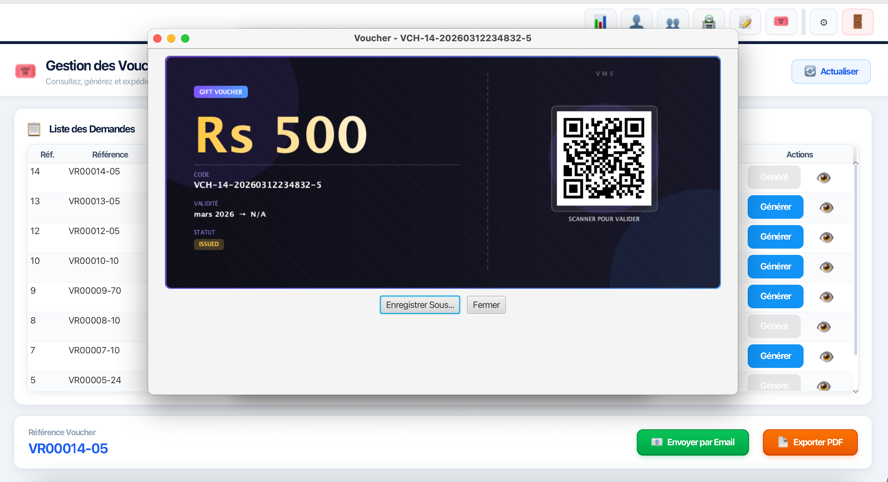 Voucher - VCH-14-20260312234832-5
Gestion des Vouc
Consultez, générez et expédie
Actualiser
GIFT VOUCHER
Rs 500
CODE
VCH-14-20260312234832-5
VALIDITÉ
mars 2026 → N/A
STATUT
ISSUED
VMS
SCANNER POUR VALIDER
Enregistrer Sous... Fermer
Liste des Demandes
Réf. Référence Actions
14 VR00014-05 Généré
13 VR00013-05 Générer
12 VR00012-05 Générer
10 VR00010-10 Générer
9 VR00009-70 Générer
8 VR00008-10 Généré
7 VR00007-10 Générer
5 VR00005-24 Généré
Référence Voucher
VR00014-05
Envoyer par Email Exporter PDF